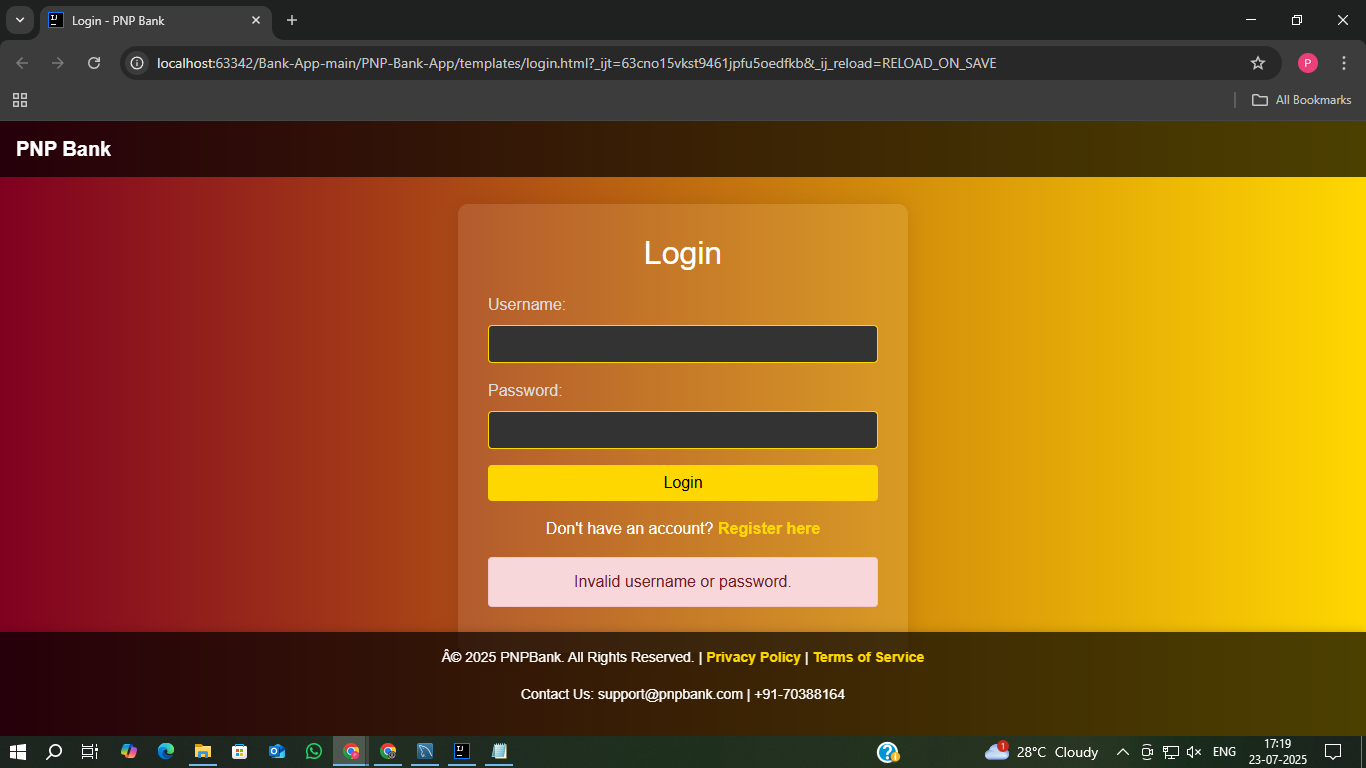 Login - PNP Bank
localhost:63342/Bank-App-main/PNP-Bank-App/templates/login.html?_ijt=63cno15vkst9461jpfu5oedfkb&_ij_reload=RELOAD_ON_SAVE
P
All Bookmarks
PNP Bank
Login
Username:
Password:
Login
Don't have an account? Register here
Invalid username or password.
Â© 2025 PNPBank. All Rights Reserved. | Privacy Policy | Terms of Service
Contact Us: support@pnpbank.com | +91-70388164
1
28°C Cloudy
ENG
17:19
23-07-2025